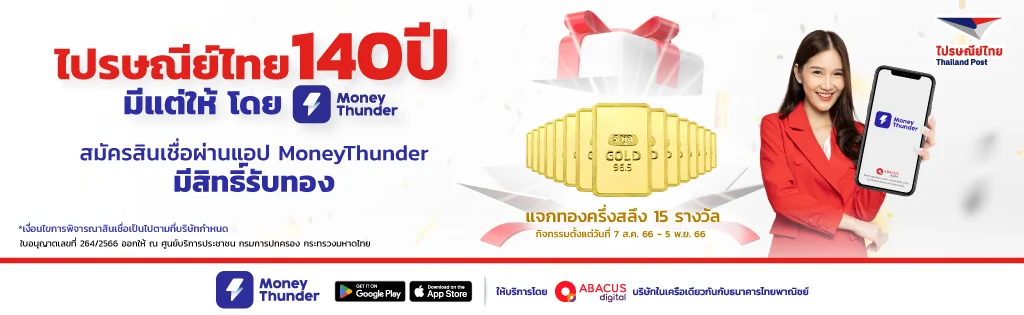 ไปรษณีย์ไทย 140ปี
มีแต่ให้ โดย Money Thunder
สมัครสินเชื่อผ่านแอป MoneyThunder
มีสิทธิ์รับทอง
*เงื่อนไขการพิจารณาสินเชื่อเป็นไปตามที่บริษัทกำหนด
ใบอนุญาตเลขที่ 264/2566 ออกให้ ณ ศูนย์บริการประชาชน กรมการปกครอง กระทรวงมหาดไทย
GOLD
96.5
แจกทองครึ่งสลึง 15 รางวัล
กิจกรรมตั้งแต่วันที่ 7 ส.ค. 66 - 5 พ.ย. 66
ไปรษณีย์ไทย
Thailand Post
Money
Thunder
ABACUS
digital
Money
Thunder
GET IT ON
Google Play
Download on the
App Store
ให้บริการโดย ABACUS digital บริษัทในเครือเดียวกันกับธนาคารไทยพาณิชย์